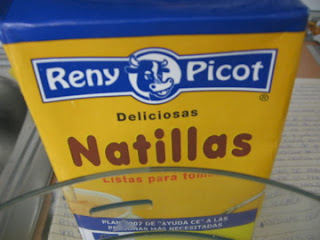 Reny Picot
®
Deliciosas
Natillas
Listas para tomar
PLAN 2007 DE "AYUDA CE" A LAS
PERSONAS MÁS NECESITADAS